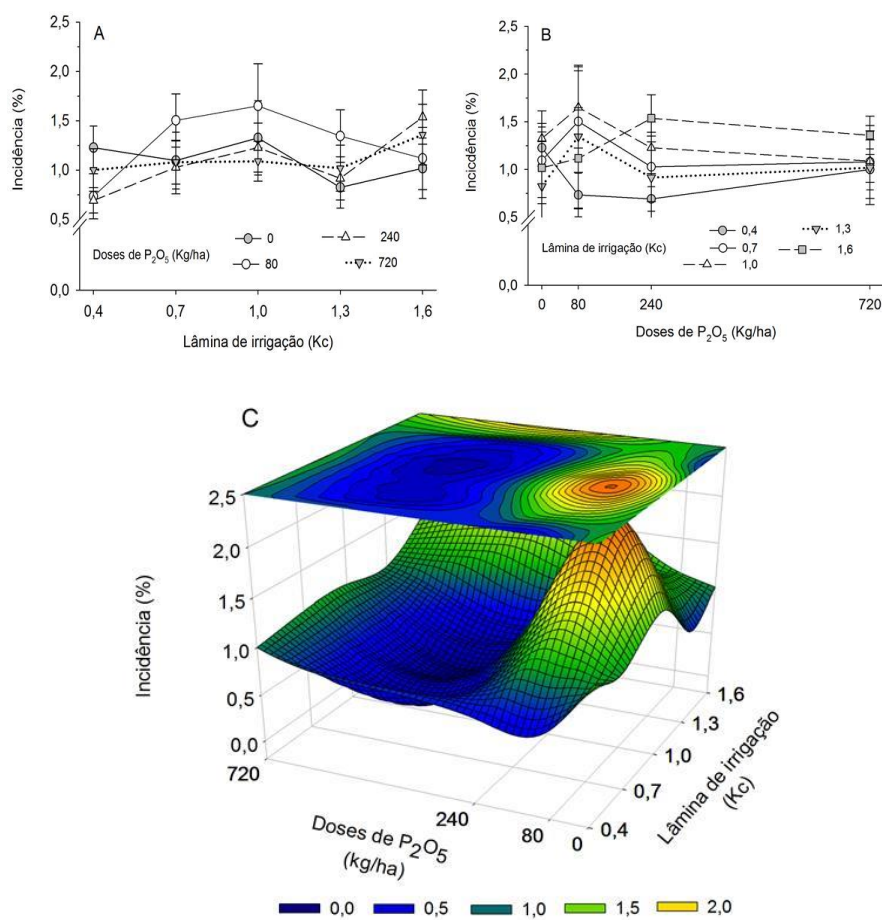 A
2,5
2,0
1,5
1,0
0,5
0,0
Incidência (%)
Doses de P2O5 (Kg/ha)
0
240
80
720
0,4 0,7 1,0 1,3 1,6
Lâmina de irrigação (Kc)
B
2,5
2,0
1,5
1,0
0,5
0,0
Incicdência (%)
Lâmina de irrigação (Kc)
0,4
1,3
0,7
1,6
1,0
0 80 240 720
Doses de P2O5 (Kg/ha)
C
2,5
2,0
1,5
1,0
0,5
0,0
Incidência (%)
720 240 80 0
Doses de P2O5
(kg/ha)
1,6
1,3
1,0
0,7
0,4
Lâmina de irrigação
(Kc)
0,0 0,5 1,0 1,5 2,0